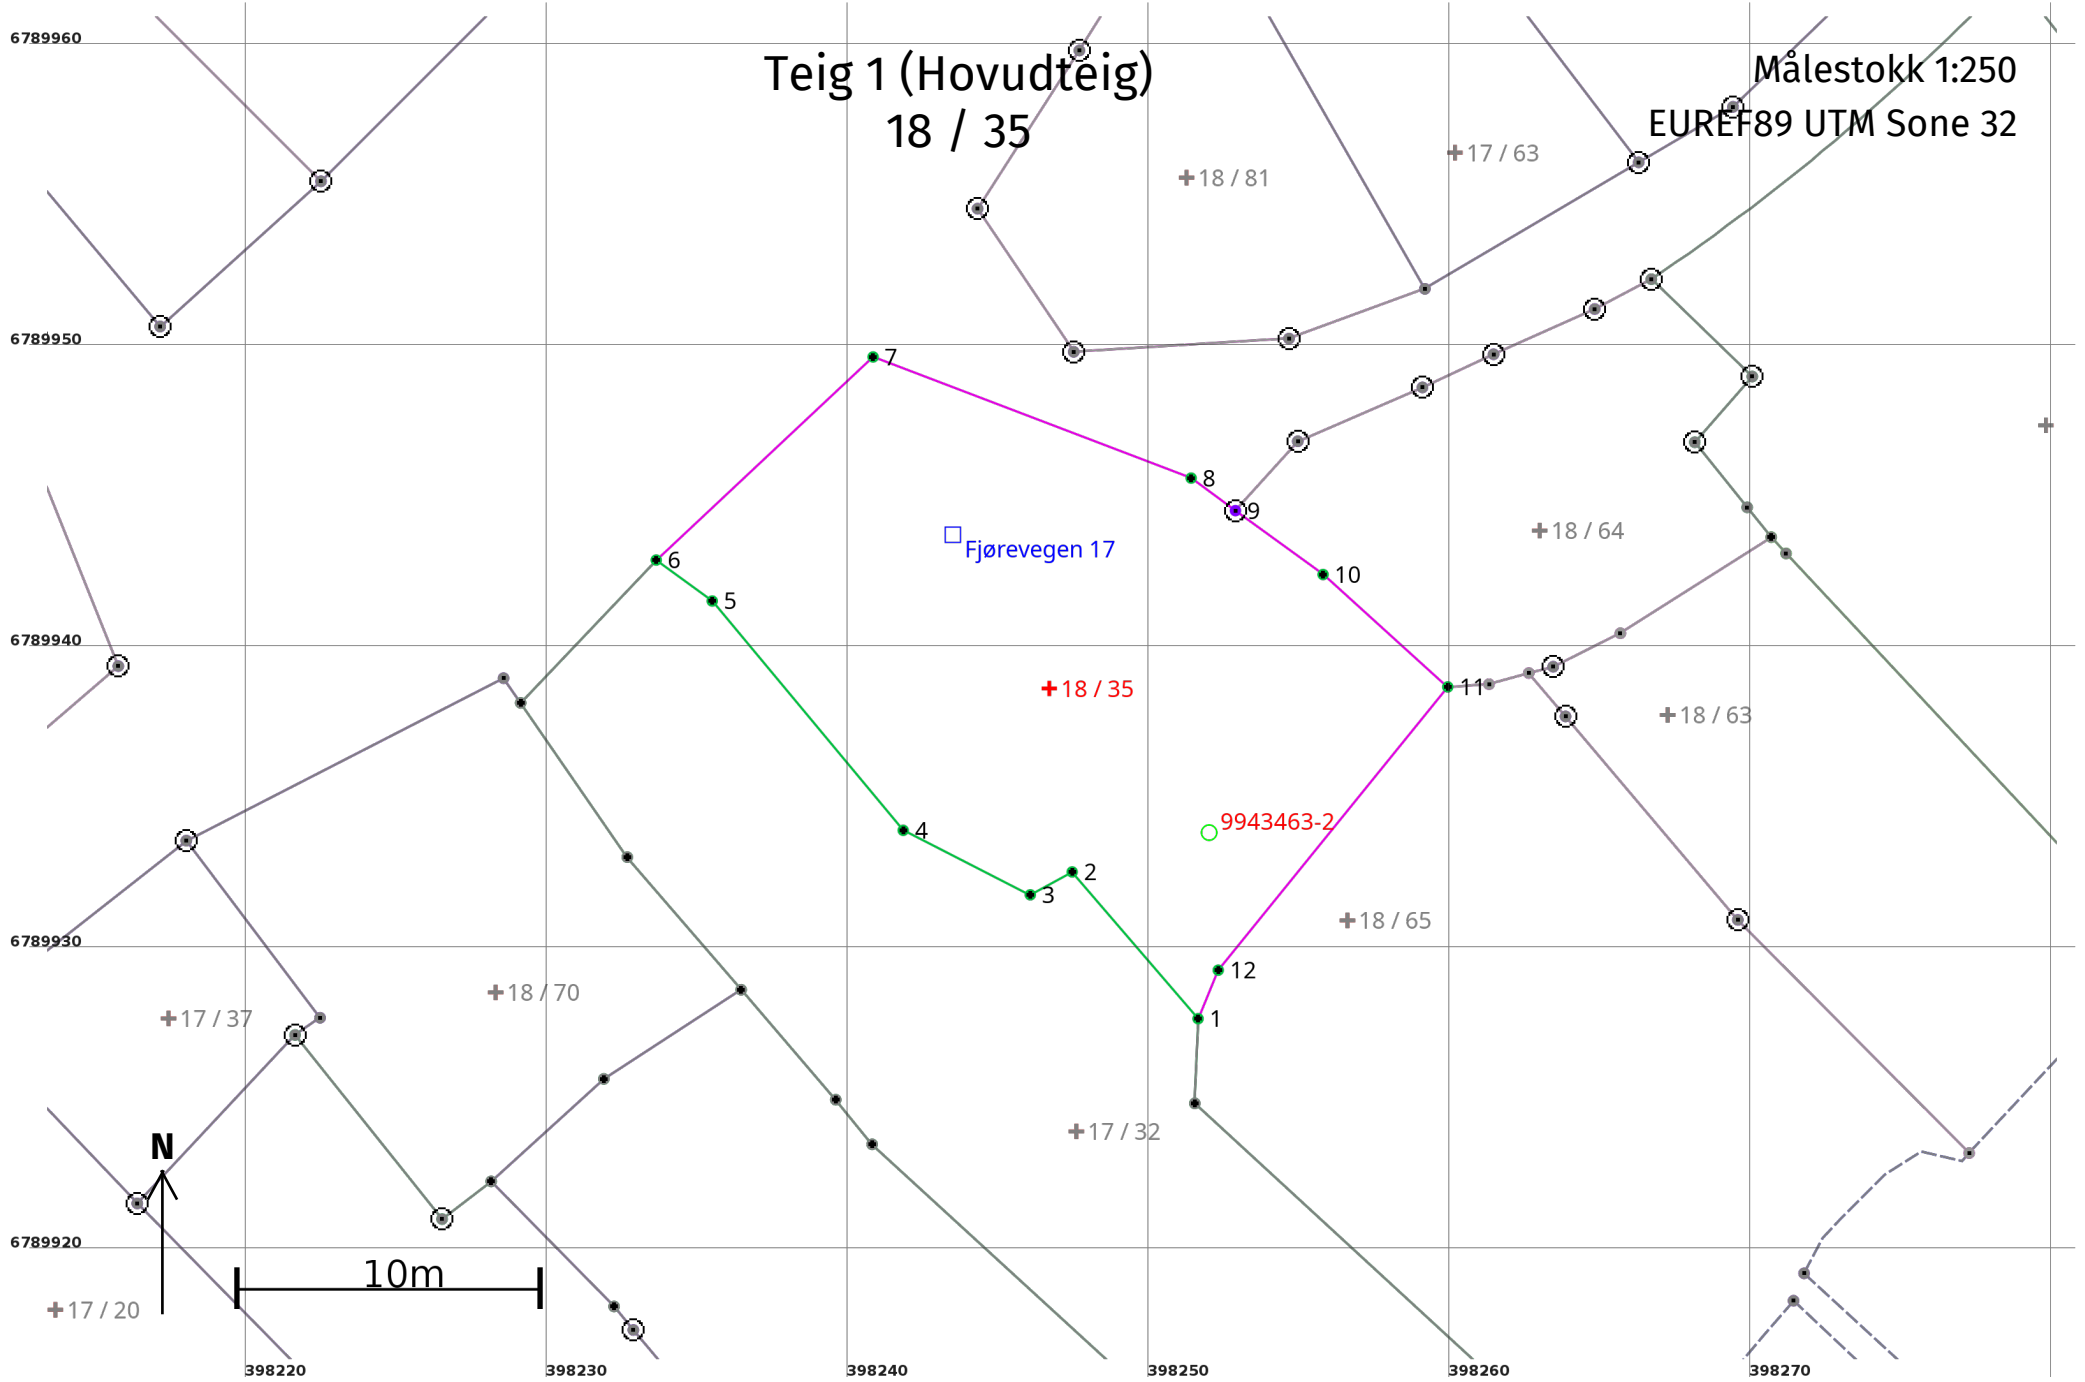 6789960
Teig 1 (Hovudteig)
18 / 35
Målestokk 1:250
EUREF89 UTM Sone 32
17 / 63
18 / 81
6789950
7
8
9
Fjørevegen 17
18 / 64
6
10
5
6789940
18 / 35
11
18 / 63
9943463-2
4
2
3
18 / 65
6789930
12
18 / 70
17 / 37
1
17 / 32
N
6789920
10m
17 / 20
398220
398230
398240
398250
398260
398270